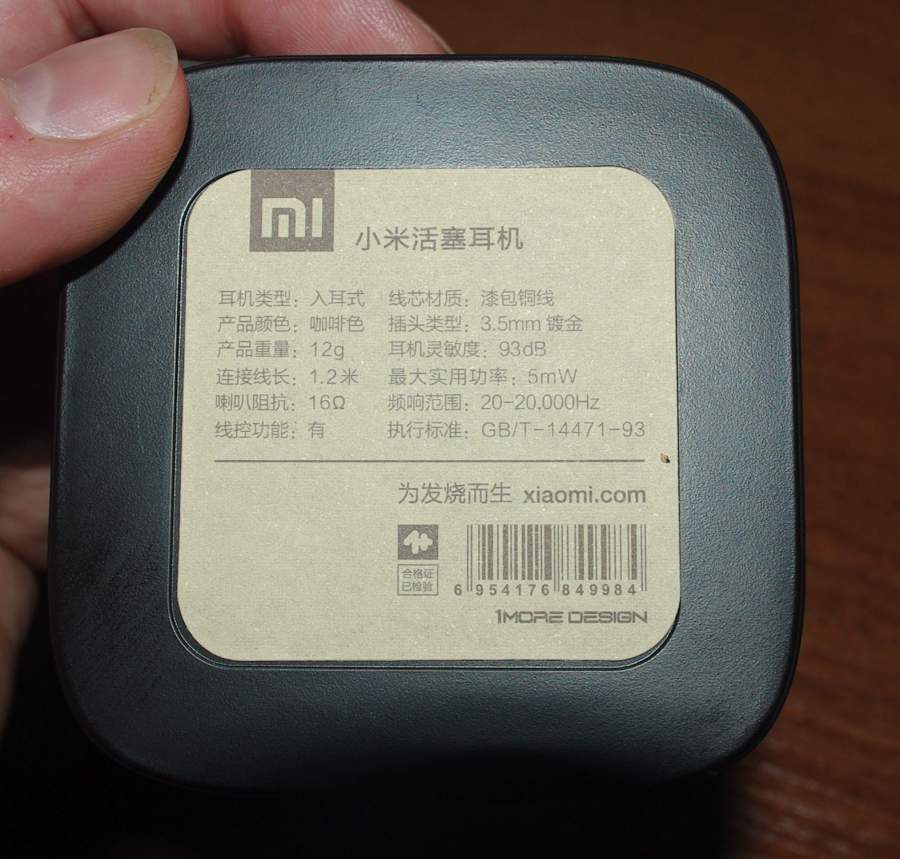 mi
小米活塞耳机
耳机类型：入耳式 线芯材质：漆包铜线
产品颜色：咖啡色 插头类型：3.5mm 镀金
产品重量：12g 耳机灵敏度：93dB
连接线长：1.2米 最大实用功率：5mW
喇叭阻抗：16Ω 频响范围：20-20,000Hz
线控功能：有 执行标准：GB/T-14471-93
为发烧而生 xiaomi.com
合格证
已检验
6 954176 849984
1MORE DESIGN